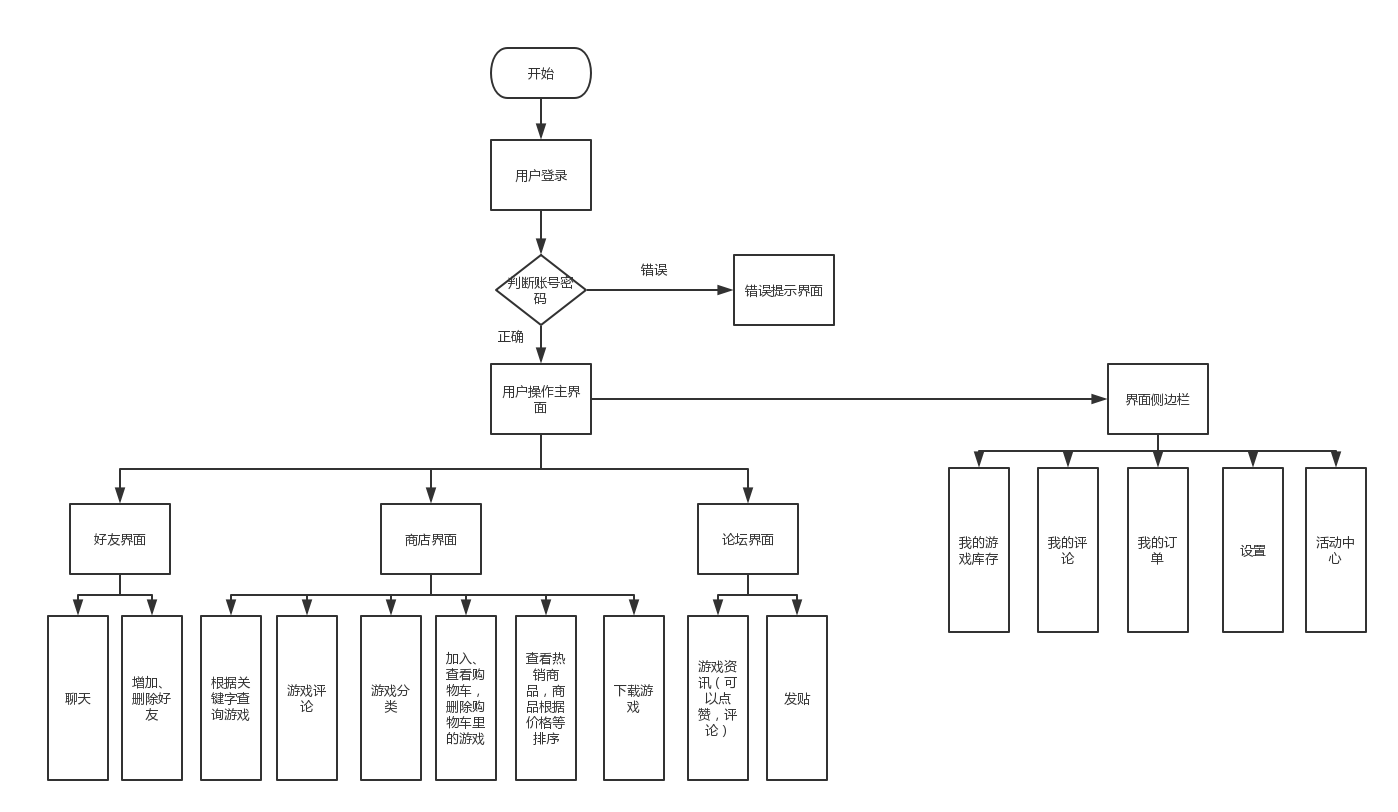 开始
用户登录
判断账号密
码
错误
错误提示界面
正确
用户操作主界
面
界面侧边栏
好友界面
商店界面
论坛界面
我的游
戏库存
我的评
论
我的订
单
设置
活动中
心
聊天
增加、
删除好
友
根据关
键字查
询游戏
游戏评
论
游戏分
类
加入、
查看购
物车，
删除购
物车里
的游戏
查看热
销商
品，商
品根据
价格等
排序
下载游
戏
游戏资
讯（可
以点
赞，评
论）
发贴